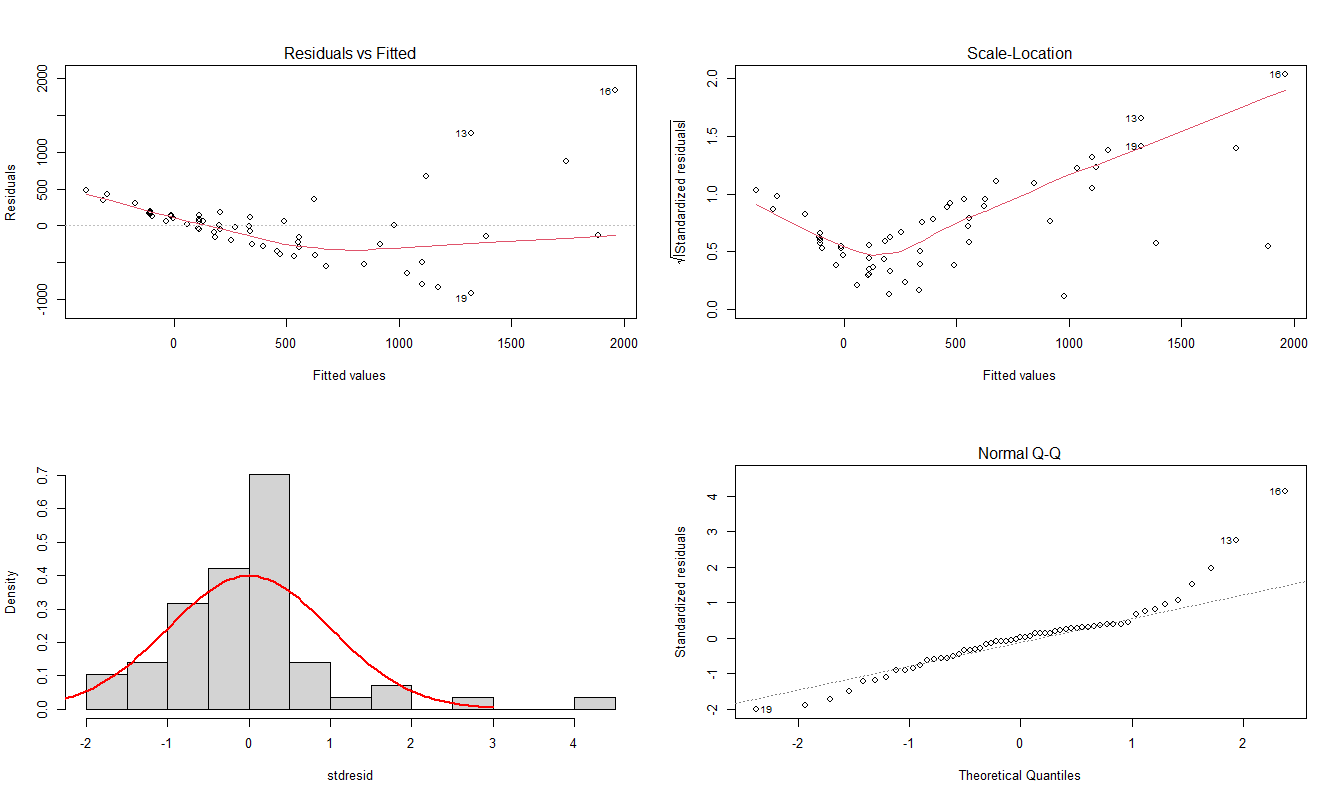 Residuals vs Fitted
Residuals
-1000 0 500 1000 2000
16
13
19
0 500 1000 1500 2000
Fitted values
Scale-Location
√|Standardized residuals|
0.0 0.5 1.0 1.5 2.0
16
13
19
0 500 1000 1500 2000
Fitted values
Density
0.0 0.1 0.2 0.3 0.4 0.5 0.6 0.7
-2 -1 0 1 2 3 4
stdresid
Normal Q-Q
Standardized residuals
-2 -1 0 1 2 3 4
16
13
19
-2 -1 0 1 2
Theoretical Quantiles